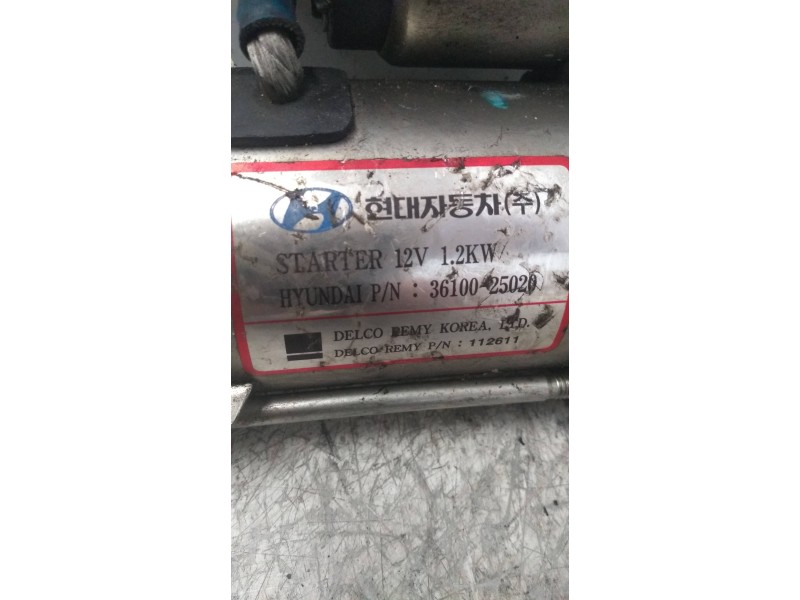 현대자동차(주)
STARTER 12V 1.2KW
HYUNDAI P/N : 36100-25020
DELCO REMY KOREA, LTD.
DELCO REMY P/N : 112611